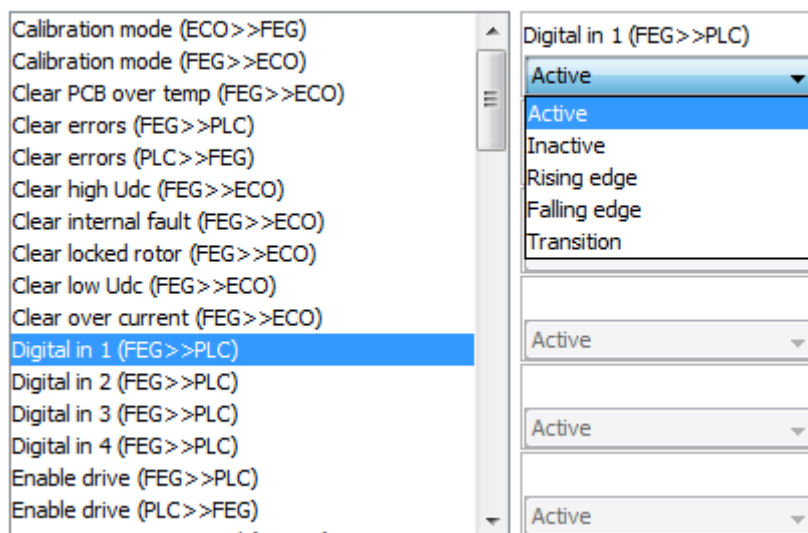 Calibration mode (ECO>>FEG)
Calibration mode (FEG>>ECO)
Clear PCB over temp (FEG>>ECO)
Clear errors (FEG>>PLC)
Clear errors (PLC>>FEG)
Clear high Udc (FEG>>ECO)
Clear internal fault (FEG>>ECO)
Clear locked rotor (FEG>>ECO)
Clear low Udc (FEG>>ECO)
Clear over current (FEG>>ECO)
Digital in 1 (FEG>>PLC)
Digital in 2 (FEG>>PLC)
Digital in 3 (FEG>>PLC)
Digital in 4 (FEG>>PLC)
Enable drive (FEG>>PLC)
Enable drive (PLC>>FEG)
Digital in 1 (FEG>>PLC)
Active
Active
Inactive
Rising edge
Falling edge
Transition
Active
Active
Active